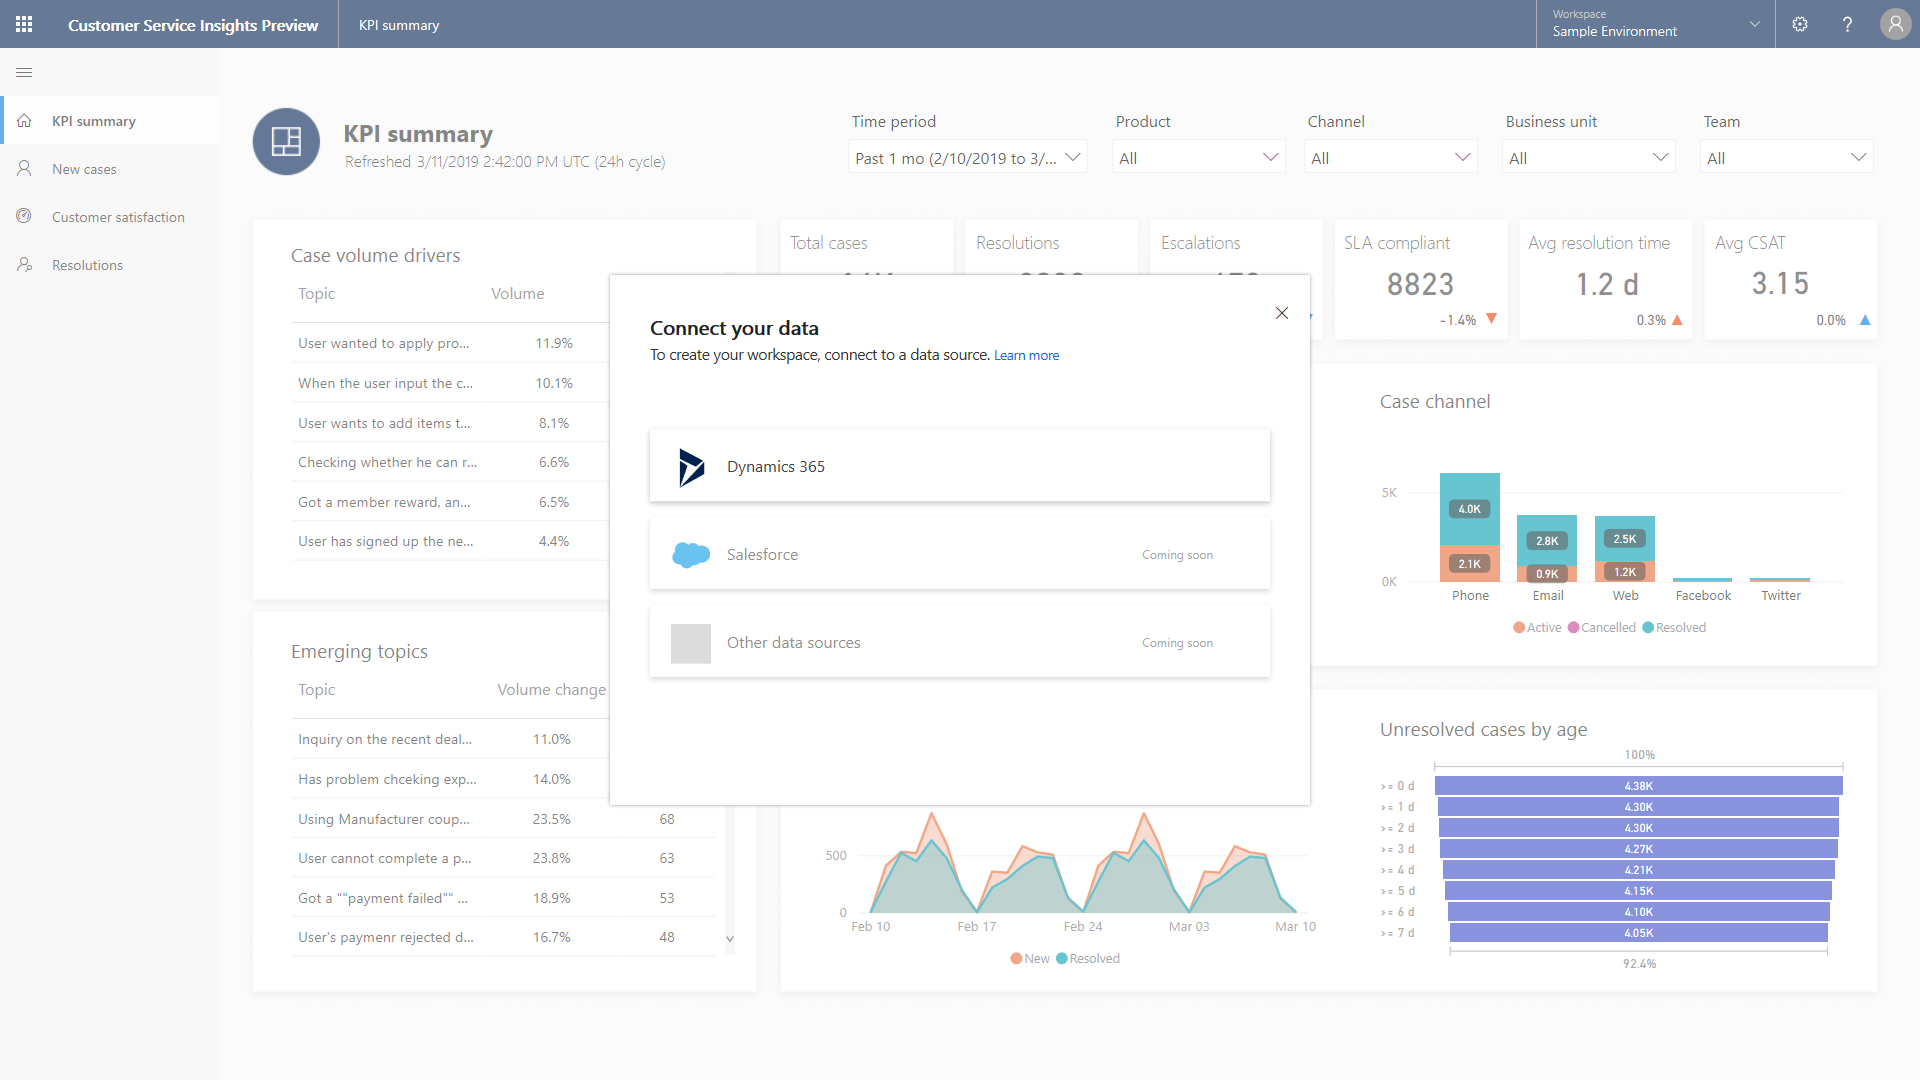 Customer Service Insights Preview
KPI summary
Workspace
Sample Environment
?
KPI summary
New cases
Customer satisfaction
Resolutions
KPI summary
Refreshed 3/11/2019 2:42:00 PM UTC (24h cycle)
Time period
Past 1 mo (2/10/2019 to 3/...
Product
All
Channel
All
Business unit
All
Team
All
Case volume drivers
Topic Volume
User wanted to apply pro... 11.9%
When the user input the c... 10.1%
User wants to add items t... 8.1%
Checking whether he can r... 6.6%
Got a member reward, an... 6.5%
User has signed up the ne... 4.4%
Emerging topics
Topic Volume change
Inquiry on the recent deal... 11.0%
Has problem chceking exp... 14.0%
Using Manufacturer coup... 23.5% 68
User cannot complete a p... 23.8% 63
Got a ""payment failed"" ... 18.9% 53
User's paymenr rejected d... 16.7% 48
Total cases
Resolutions
Escalations
SLA compliant
8823
-1.4%
Avg resolution time
1.2 d
0.3%
Avg CSAT
3.15
0.0%
Connect your data
To create your workspace, connect to a data source. Learn more
Dynamics 365
Salesforce Coming soon
Other data sources Coming soon
Case channel
5K
0K
4.0K
2.1K
2.8K
0.9K
2.5K
1.2K
Phone Email Web Facebook Twitter
Active Cancelled Resolved
500
0
Feb 10 Feb 17 Feb 24 Mar 03 Mar 10
New Resolved
Unresolved cases by age
100%
>= 0 d 4.38K
>= 1 d 4.30K
>= 2 d 4.30K
>= 3 d 4.27K
>= 4 d 4.21K
>= 5 d 4.15K
>= 6 d 4.10K
>= 7 d 4.05K
92.4%